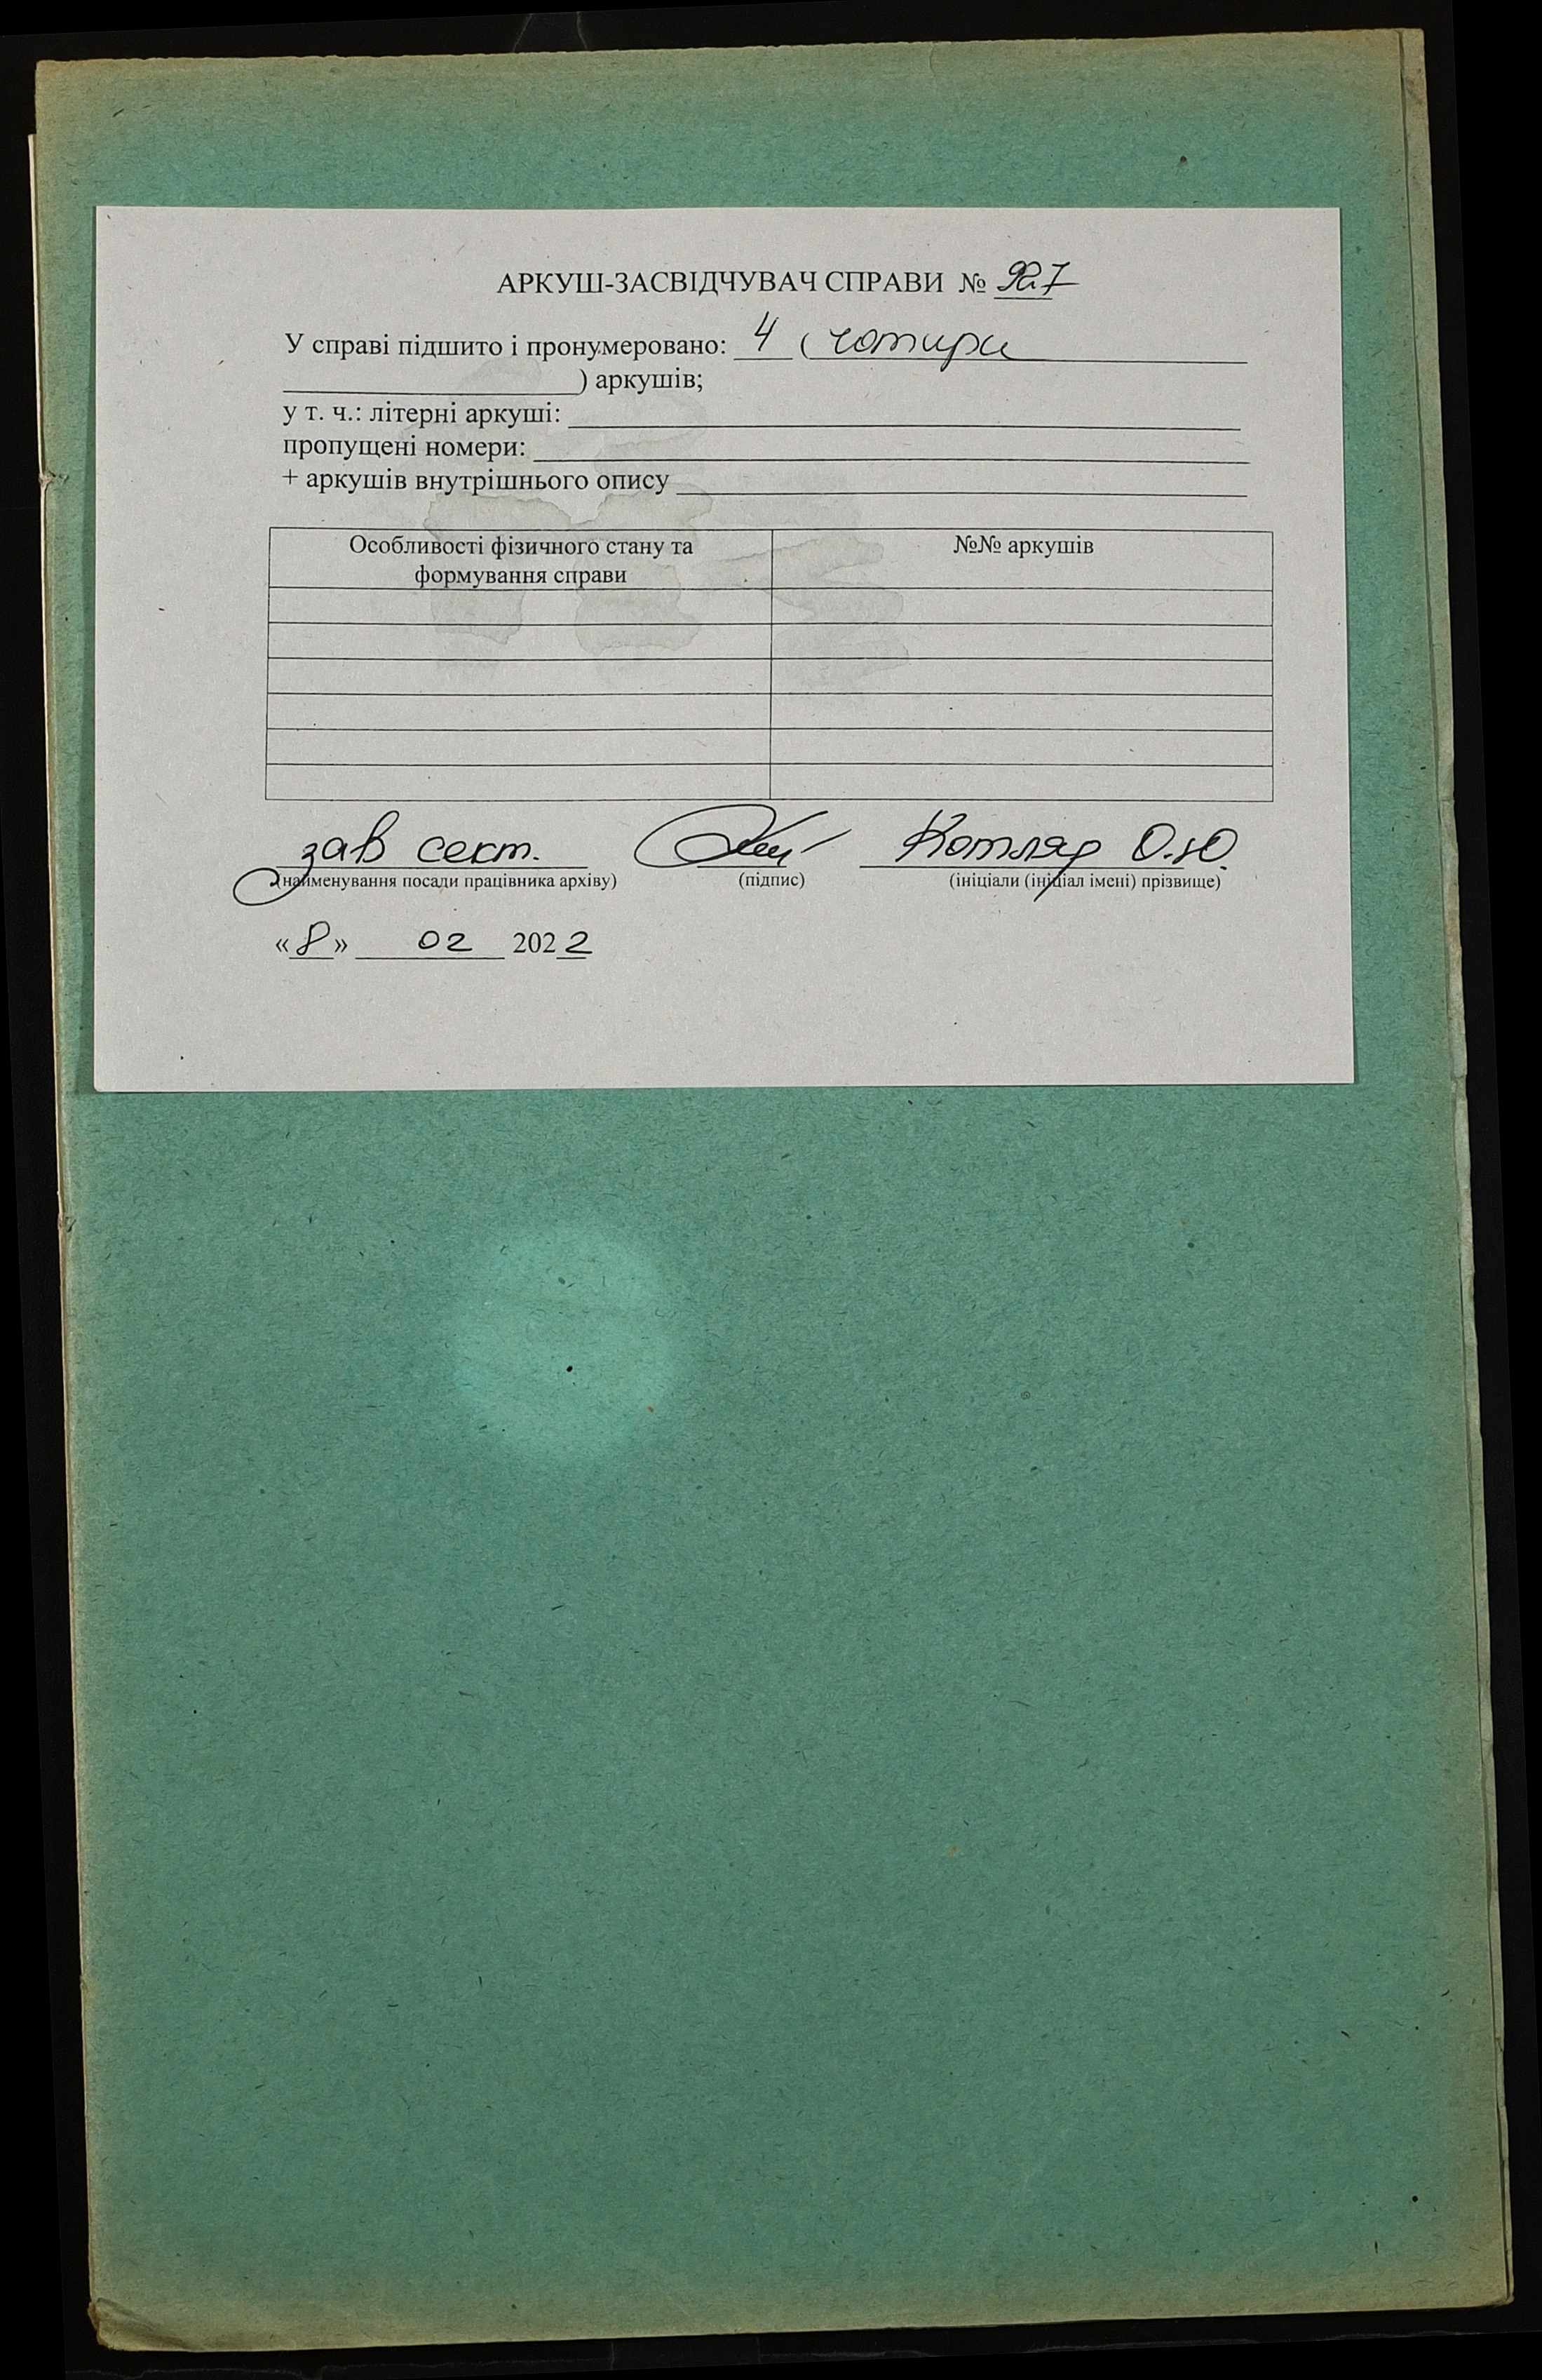 АРКУШ-ЗАСВІДЧУВАЧ СПРАВИ № 927
У справі підшито і пронумеровано: 4 ( чотири
) аркушів;
у т. ч.: літерні аркуші:
пропущені номери:
+ аркушів внутрішнього опису
Особливості фізичного стану та №№ аркушів
формування справи
зав сект. Котляр О.Ю.
(найменування посади працівника архіву) (підпис) (ініціали (ініціал імені) прізвище)
«8» 02 2022